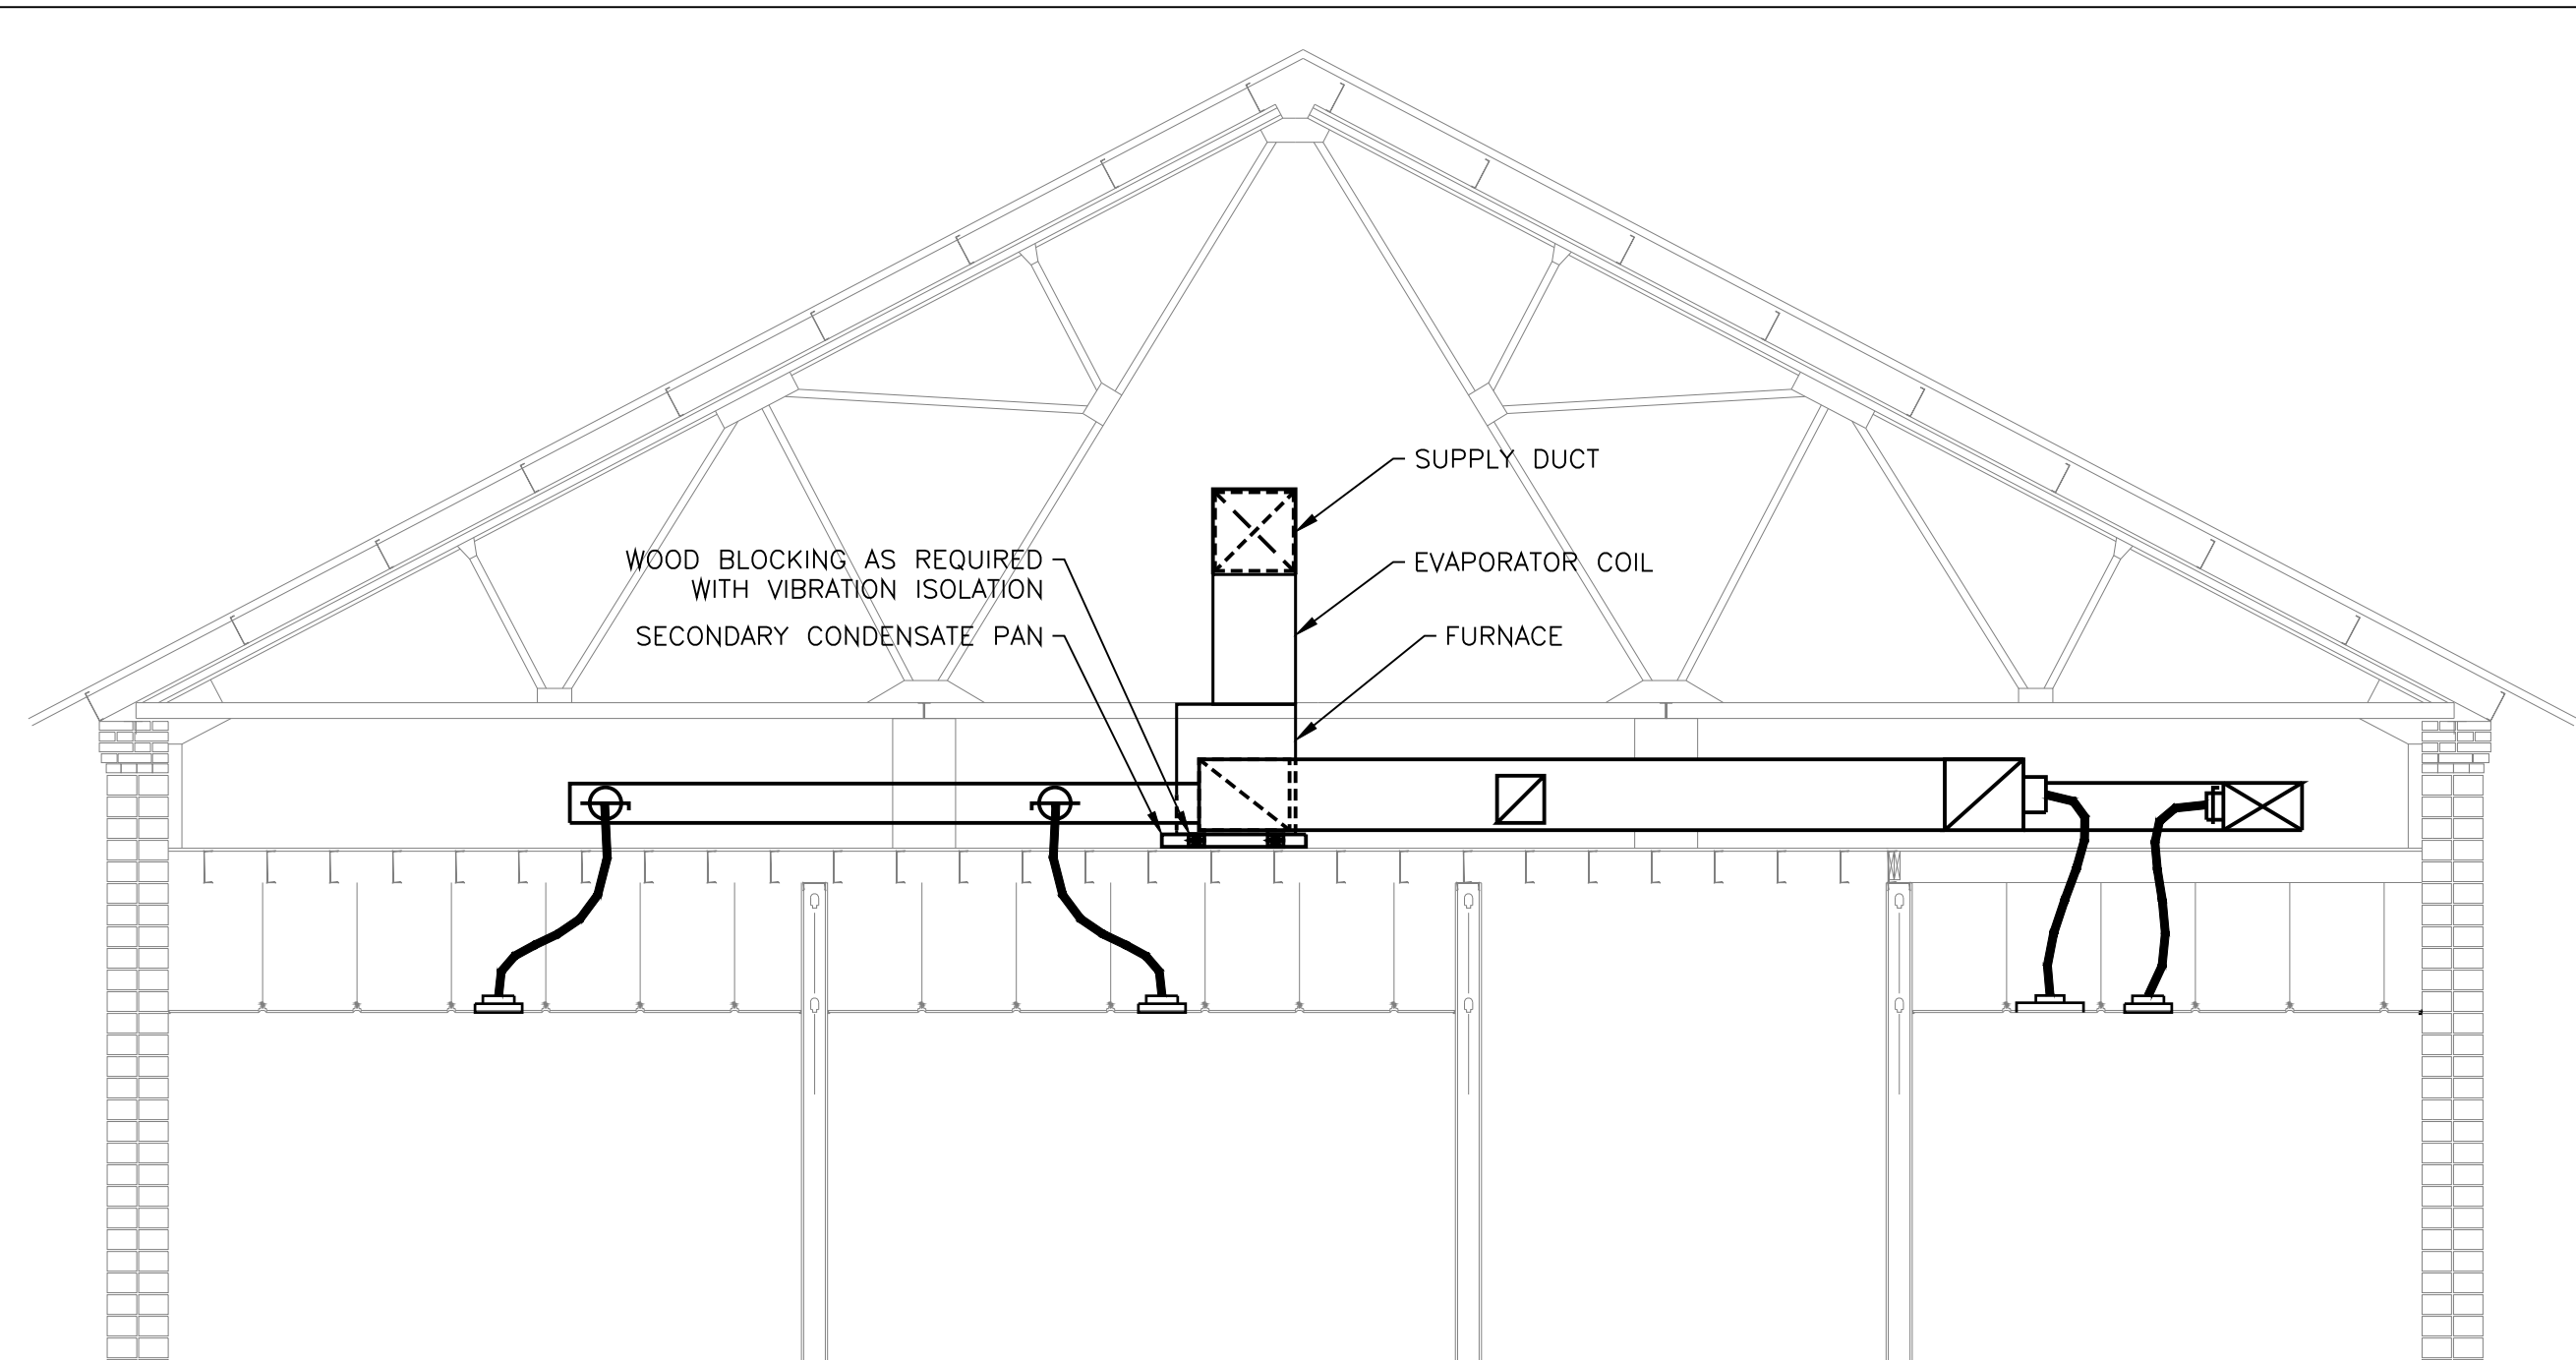 SUPPLY DUCT
WOOD BLOCKING AS REQUIRED
WITH VIBRATION ISOLATION
EVAPORATOR COIL
SECONDARY CONDENSATE PAN
FURNACE